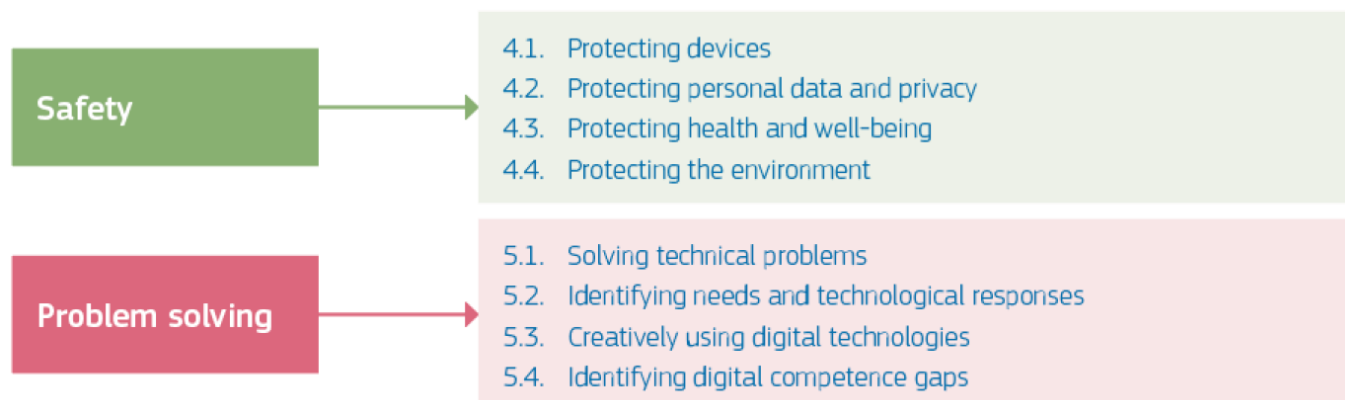 Safety
4.1. Protecting devices
4.2. Protecting personal data and privacy
4.3. Protecting health and well-being
4.4. Protecting the environment
Problem solving
5.1. Solving technical problems
5.2. Identifying needs and technological responses
5.3. Creatively using digital technologies
5.4. Identifying digital competence gaps